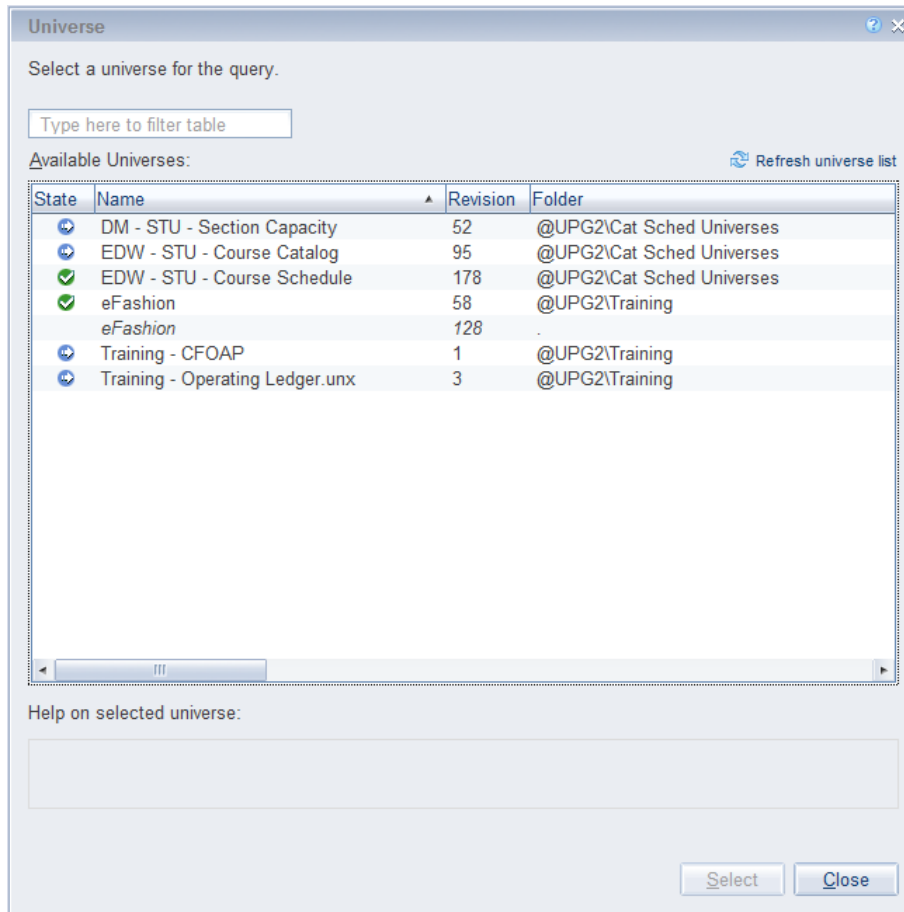 Universe
Select a universe for the query.
Type here to filter table
Available Universes:
Refresh universe list
State Name Revision Folder
DM - STU - Section Capacity 52 @UPG2\Cat Sched Universes
EDW - STU - Course Catalog 95 @UPG2\Cat Sched Universes
EDW - STU - Course Schedule 178 @UPG2\Cat Sched Universes
eFashion 58 @UPG2\Training
eFashion 128 .
Training - CFOAP 1 @UPG2\Training
Training - Operating Ledger.unx 3 @UPG2\Training
Help on selected universe:
Select Close